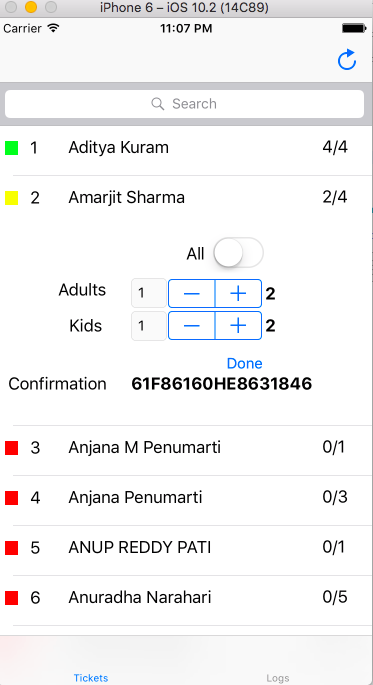 iPhone 6 – iOS 10.2 (14C89)
Carrier 11:07 PM
Search
1 Aditya Kuram 4/4
2 Amarjit Sharma 2/4
All
Adults 1 — + 2
Kids 1 — + 2
Done
Confirmation 61F86160HE8631846
3 Anjana M Penumarti 0/1
4 Anjana Penumarti 0/3
5 ANUP REDDY PATI 0/1
6 Anuradha Narahari 0/5
Tickets Logs